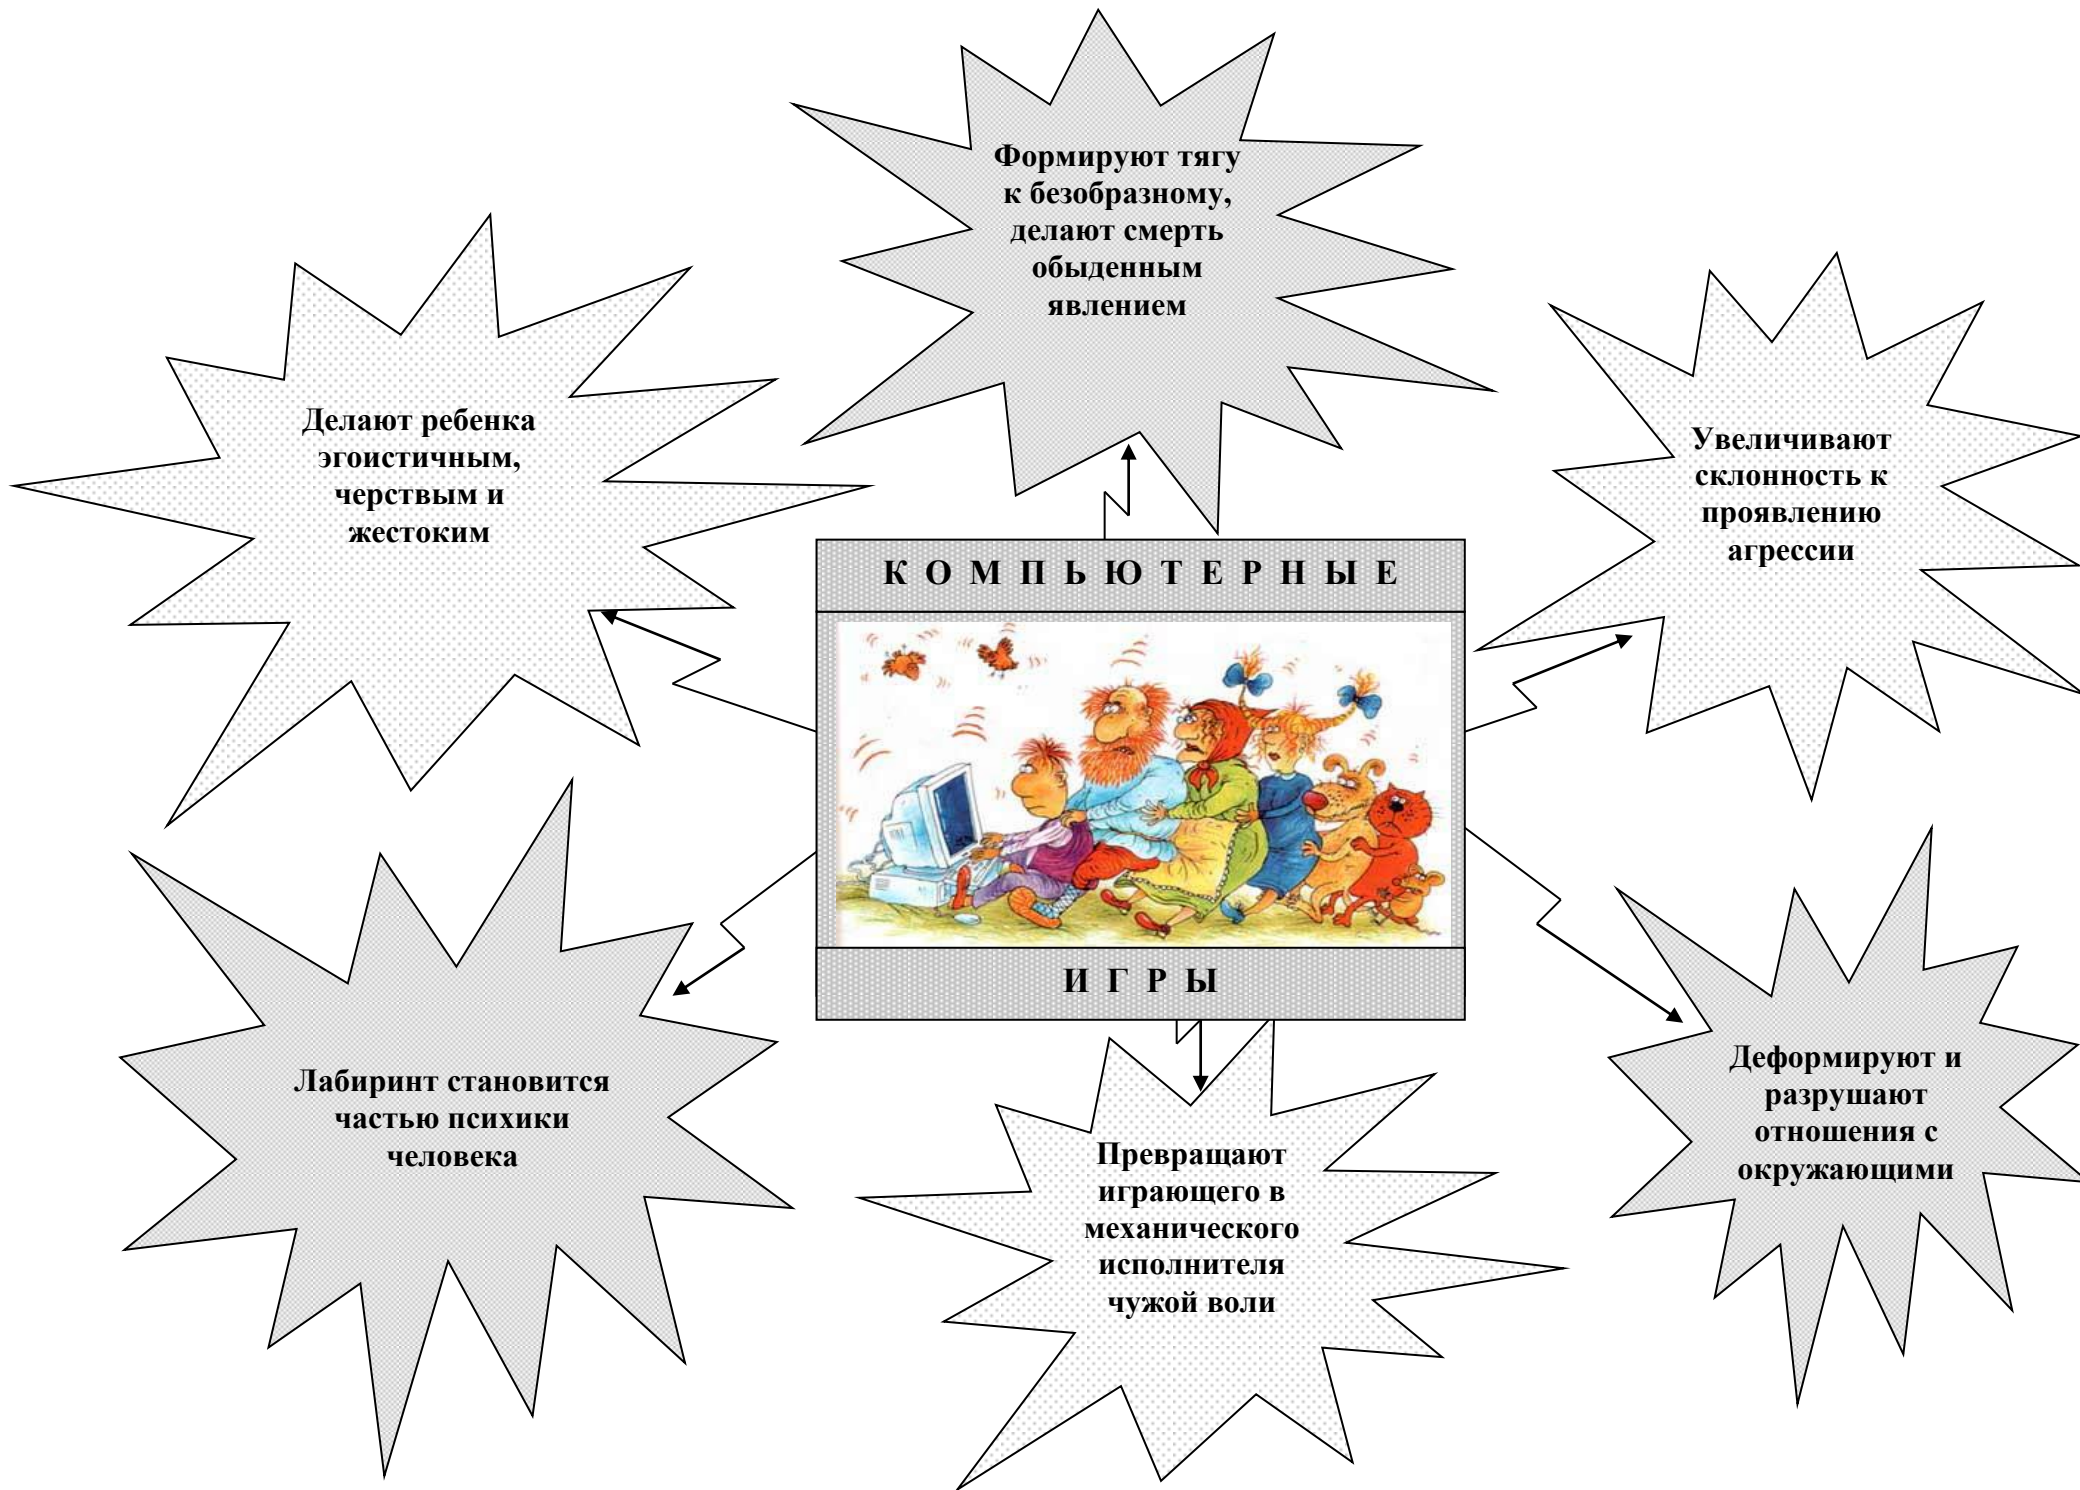 Формируют тягу
к безобразному,
делают смерть
обыденным
явлением
Делают ребенка
эгоистичным,
черствым и
жестоким
Увеличивают
склонность к
проявлению
агрессии
К О М П Ь Ю Т Е Р Н Ы Е
И Г Р Ы
Лабиринт становится
частью психики
человека
Превращают
играющего в
механического
исполнителя
чужой воли
Деформируют и
разрушают
отношения с
окружающими